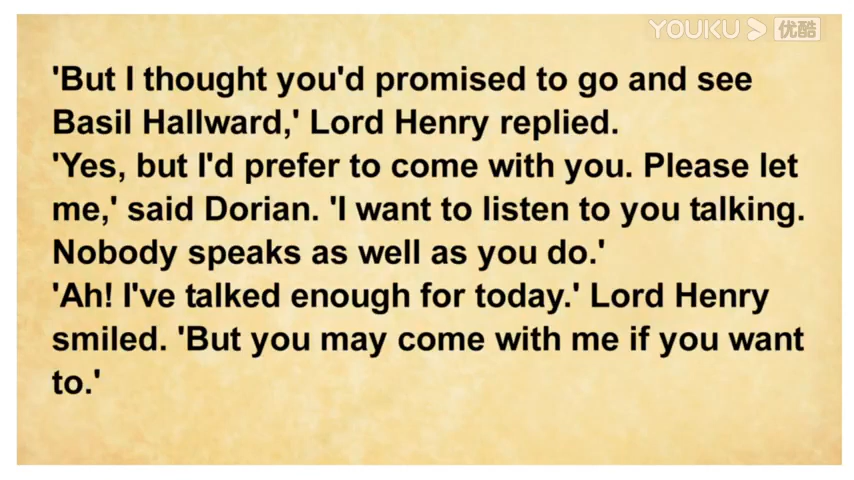 YOUKU 优酷
'But I thought you'd promised to go and see
Basil Hallward,' Lord Henry replied.
'Yes, but I'd prefer to come with you. Please let
me,' said Dorian. 'I want to listen to you talking.
Nobody speaks as well as you do.'
'Ah! I've talked enough for today.' Lord Henry
smiled. 'But you may come with me if you want
to.'